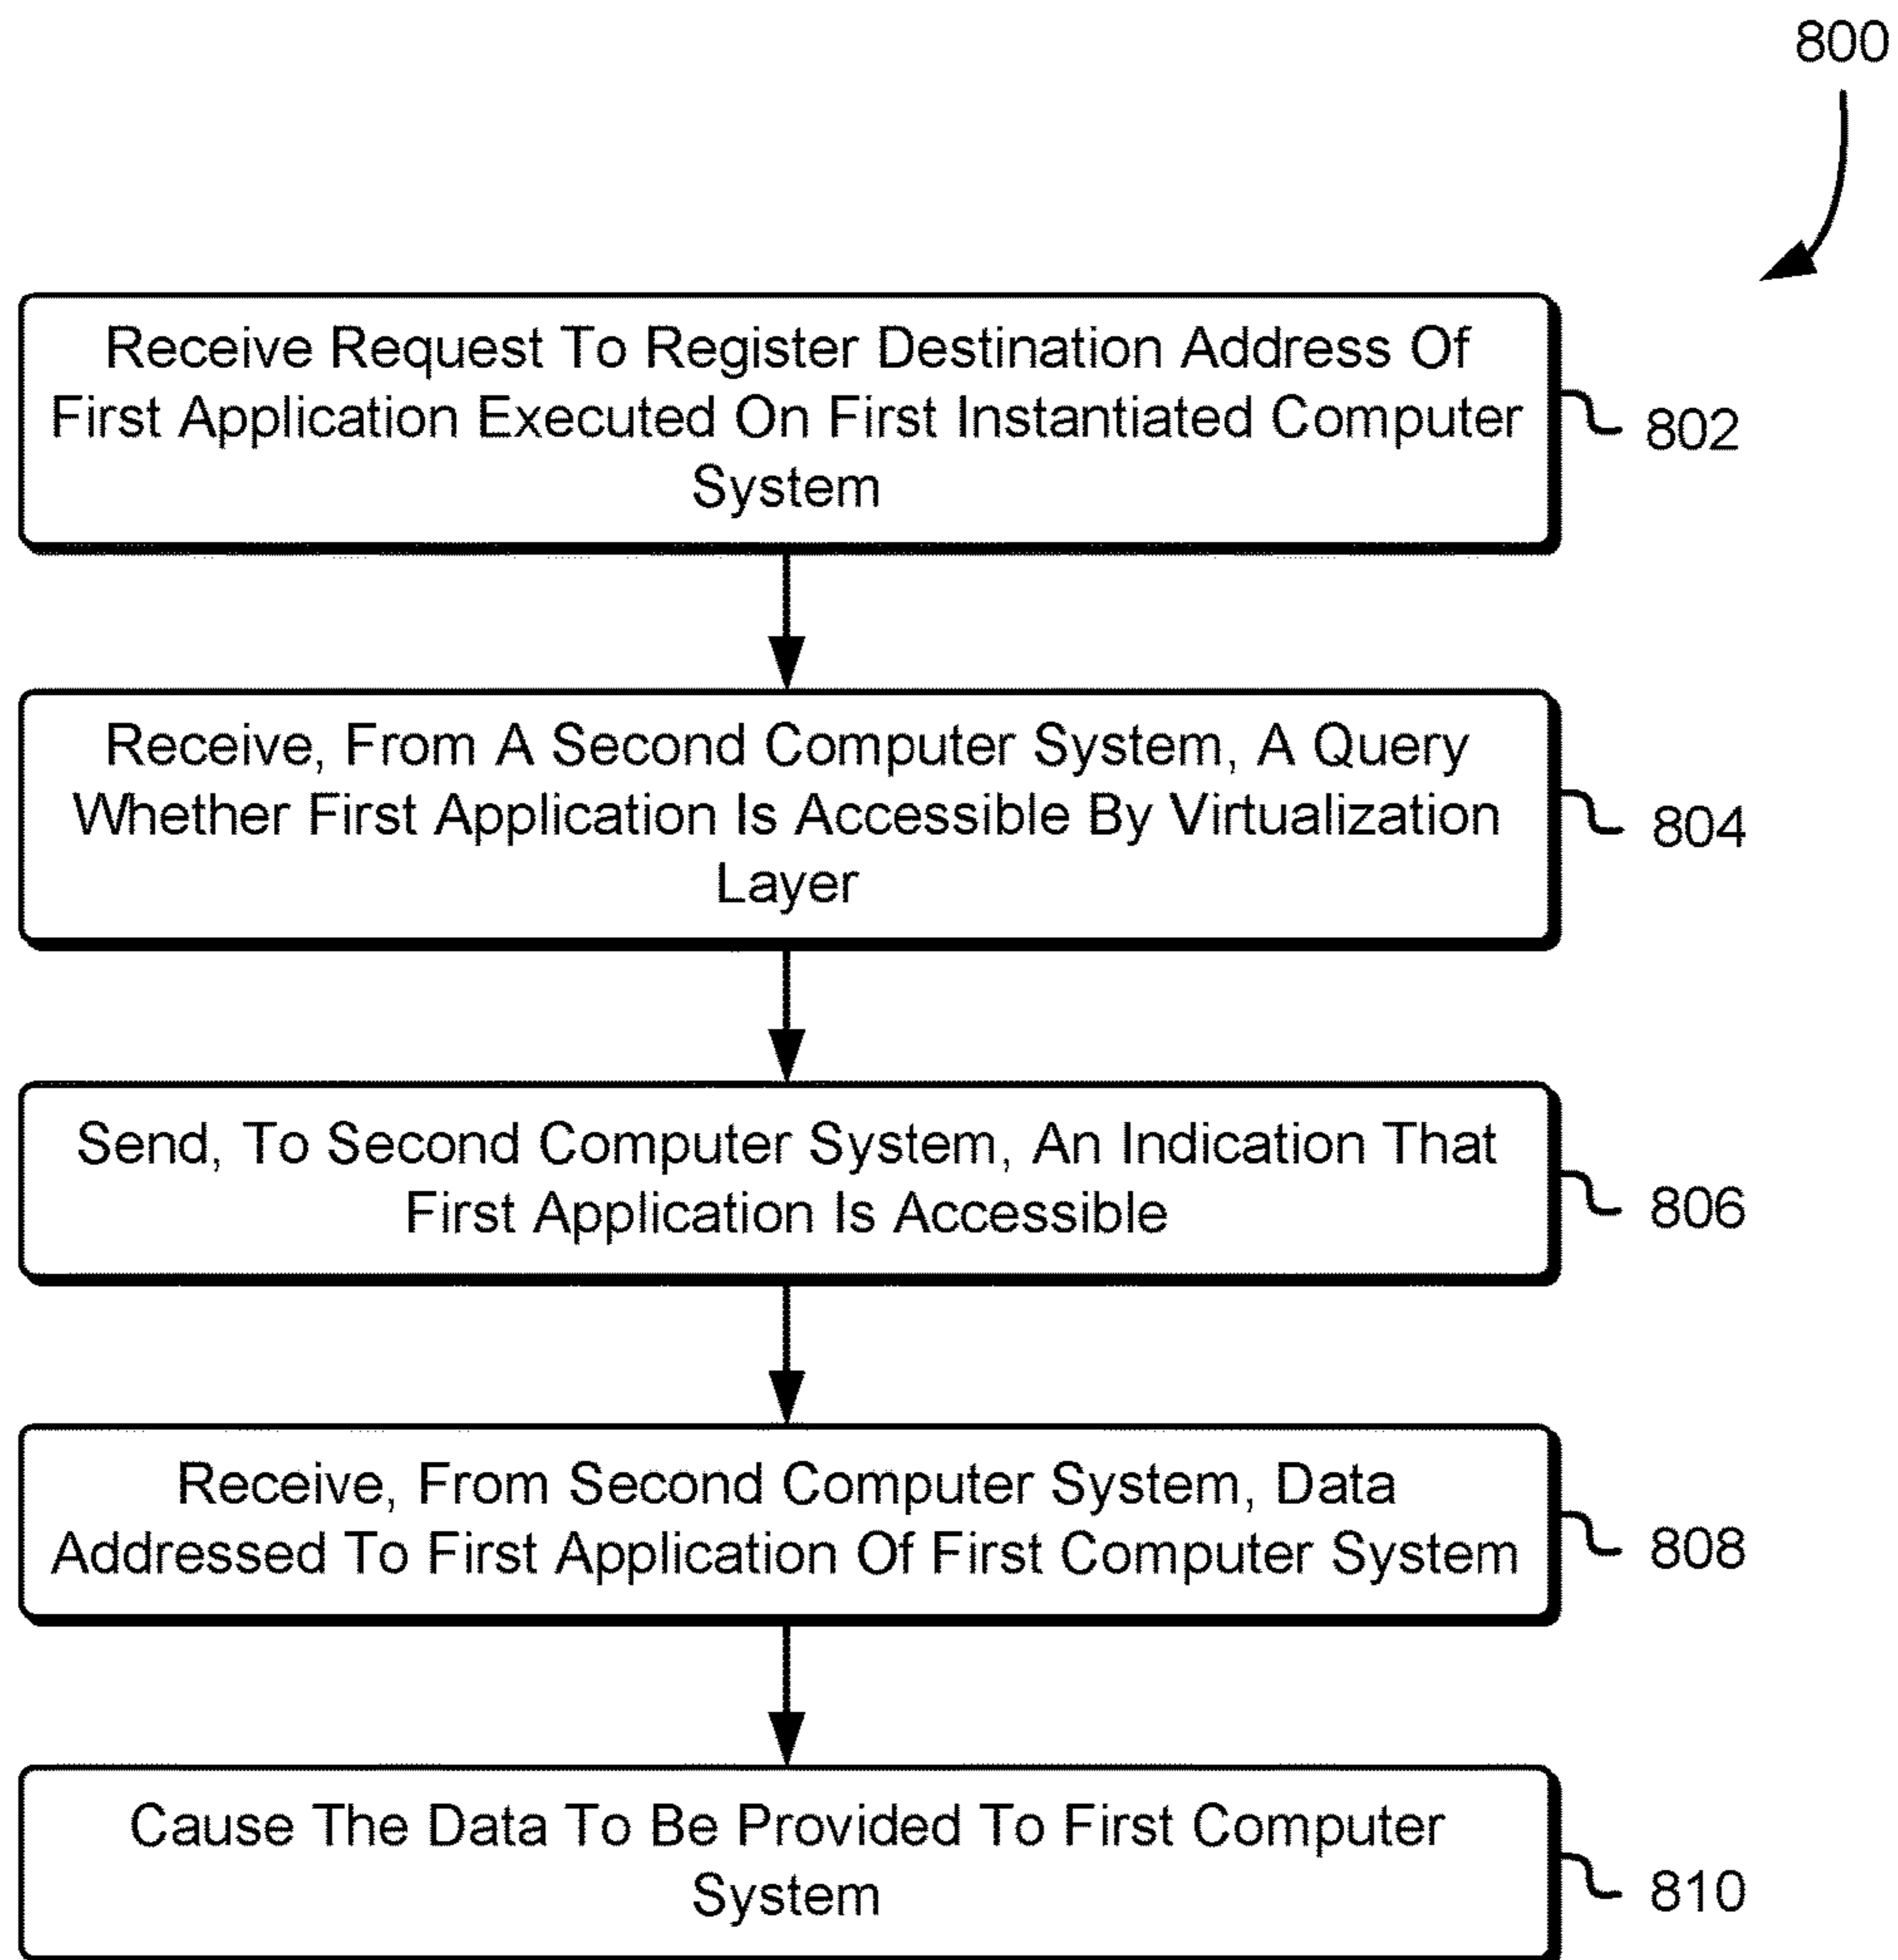 800
Receive Request To Register Destination Address Of
First Application Executed On First Instantiated Computer
System
802
Receive, From A Second Computer System, A Query
Whether First Application Is Accessible By Virtualization
Layer
804
Send, To Second Computer System, An Indication That
First Application Is Accessible
806
Receive, From Second Computer System, Data
Addressed To First Application Of First Computer System
808
Cause The Data To Be Provided To First Computer
System
810